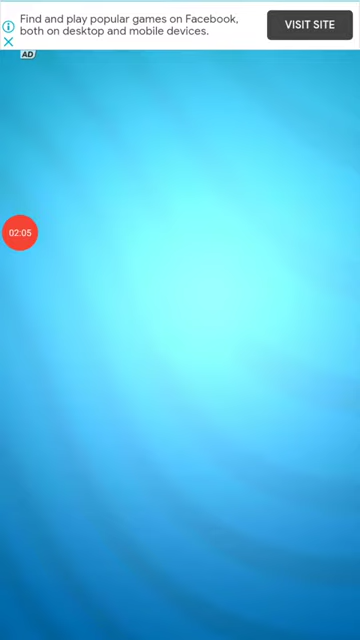 Find and play popular games on Facebook,
both on desktop and mobile devices.
VISIT SITE
AD
02:05